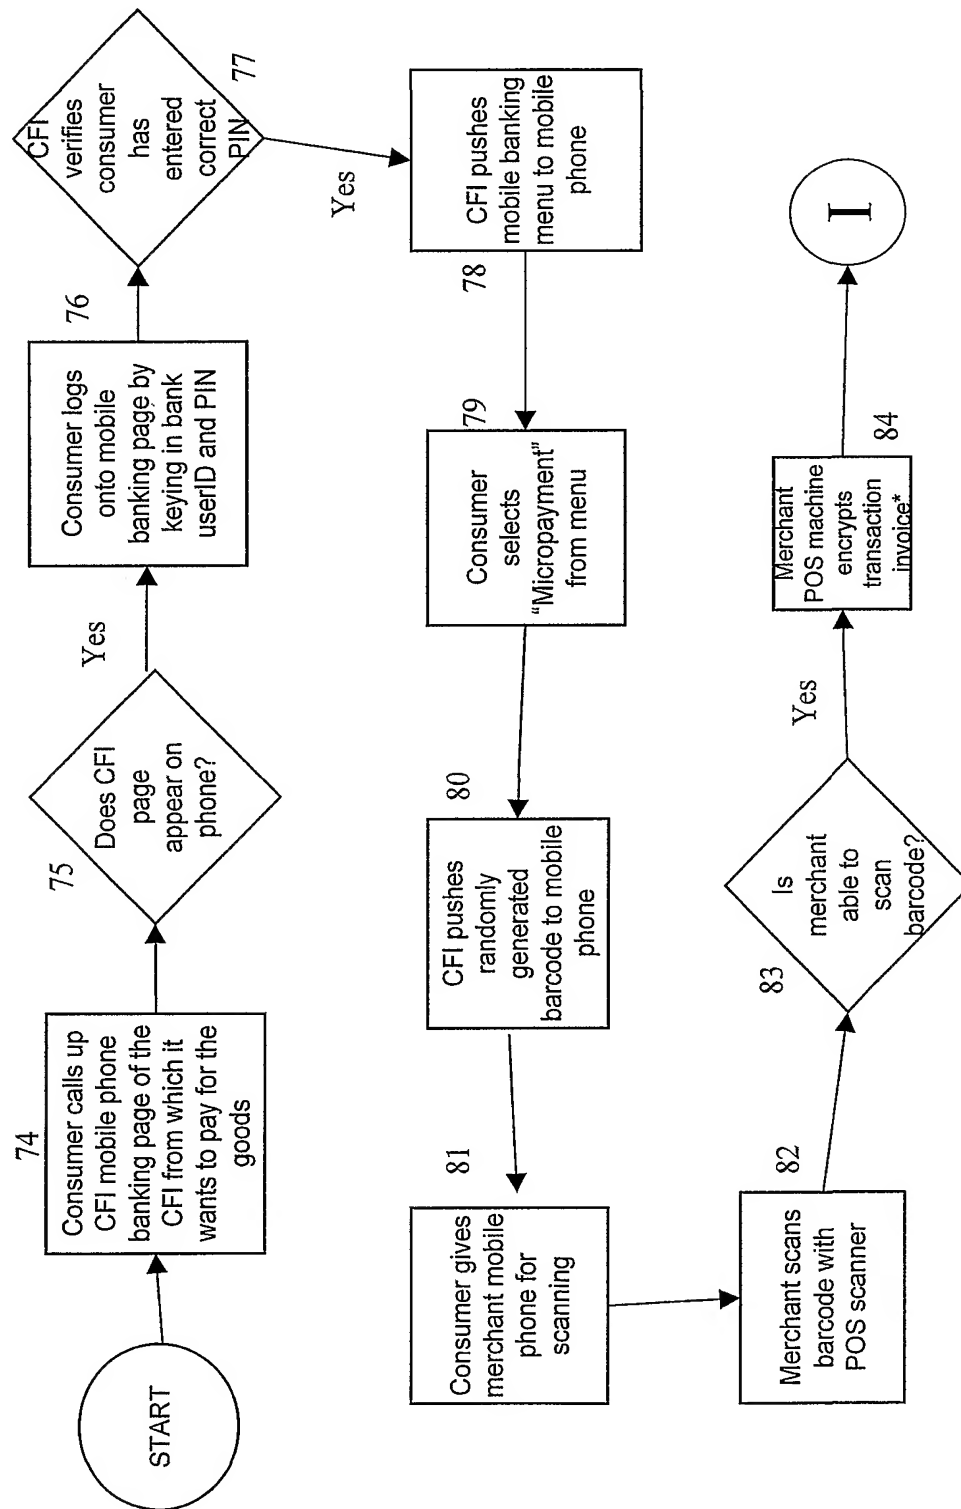 START
74
Consumer calls up
CFI mobile phone
banking page of the
CFI from which it
wants to pay for the
goods
75
Does CFI
page
appear on
phone?
Yes
76
Consumer logs
onto mobile
banking page by
keying in bank
userID and PIN
77
CFI
verifies
consumer
has
entered
correct
PIN
Yes
78
CFI pushes
mobile banking
menu to mobile
phone
79
Consumer
selects
“Micropayment”
from menu
80
CFI pushes
randomly
generated
barcode to mobile
phone
81
Consumer gives
merchant mobile
phone for
scanning
82
Merchant scans
barcode with
POS scanner
83
Is
merchant
able to
scan
barcode?
Yes
84
Merchant
POS machine
encrypts
transaction
invoice*
I